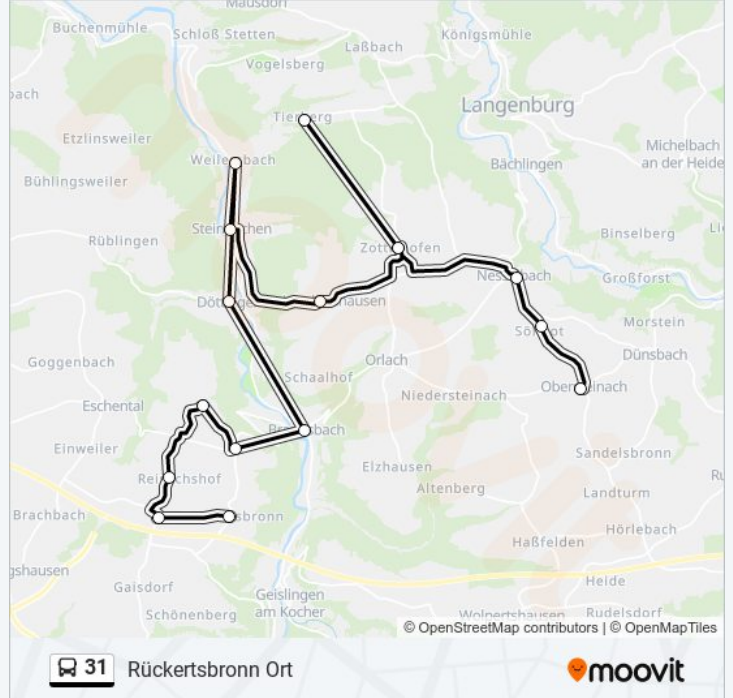 Mausdorf
Buchenmühle
Schloß Stetten
Königsmühle
Laßbach
Vogelsberg
Langenburg
Etzlinsweiler
Michelbach
an der Heide
Bächlingen
Bühlingsweiler
Binselberg
Rüblingen
Großforst
Morstein
Dünsbach
Orlach
Goggenbach
Schaalhof
Niedersteinach
Eschental
Einweiler
Sandelsbronn
Elzhausen
Altenberg
Landturm
Brachbach
Hörlebach
Haßfelden
Gaisdorf
Heide
Geislingen
am Kocher
Schönenberg
Wolpertshausen
Rudelsdorf
© OpenStreetMap contributors | © OpenMapTiles
31 Rückertsbronn Ort
moovit